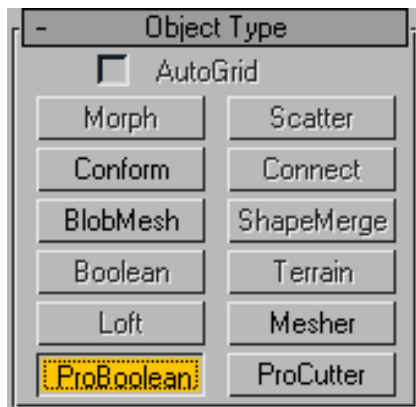 - Object Type
AutoGrid
Morph Scatter
Conform Connect
BlobMesh ShapeMerge
Boolean Terrain
Loft Mesher
ProBoolean ProCutter